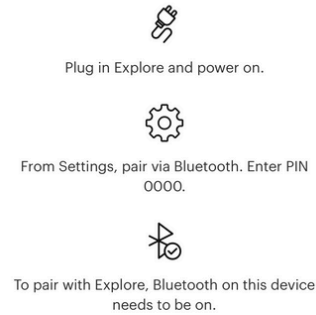 Plug in Explore and power on.
From Settings, pair via Bluetooth. Enter PIN
0000.
To pair with Explore, Bluetooth on this device
needs to be on.